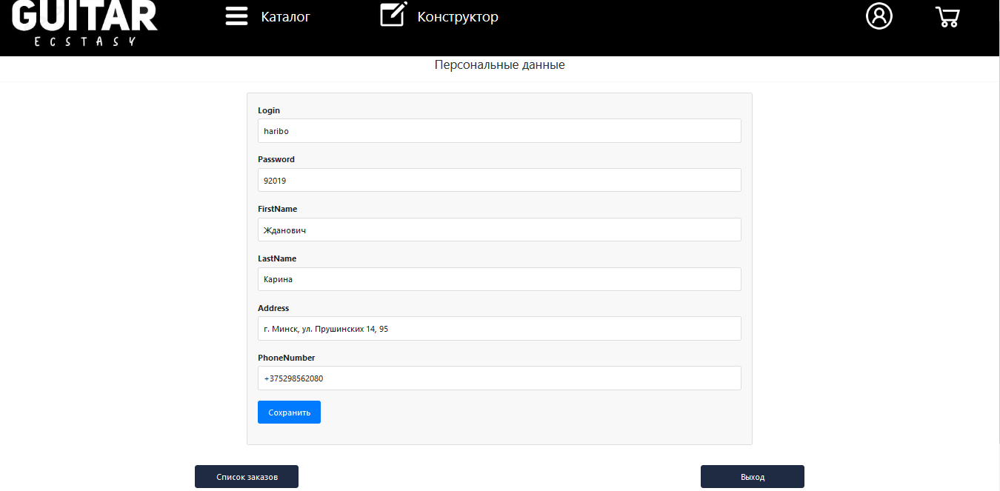 GUITAR
ECSTASY
Каталог
Конструктор
Персональные данные
Login
haribo
Password
92019
FirstName
Жданович
LastName
Карина
Address
г. Минск, ул. Прушинских 14, 95
PhoneNumber
+375298562080
Сохранить
Список заказов
Выход